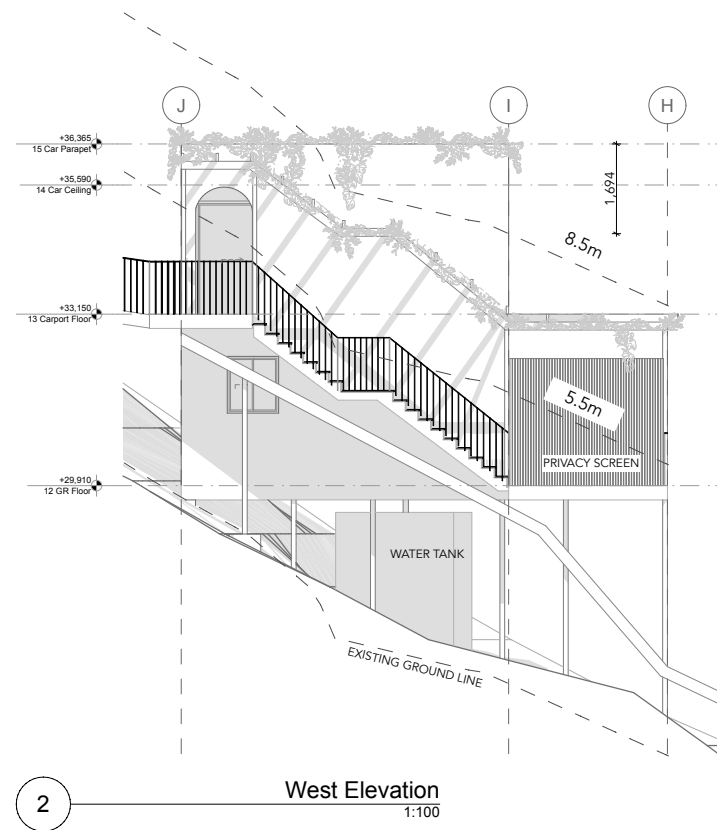 J
I
H
+36,365
15 Car Parapet
+35,590
14 Car Ceiling
1,694
8.5m
+33,150
13 Carport Floor
5.5m
PRIVACY SCREEN
+29,910
12 GR Floor
WATER TANK
EXISTING GROUND LINE
2
West Elevation
1:100